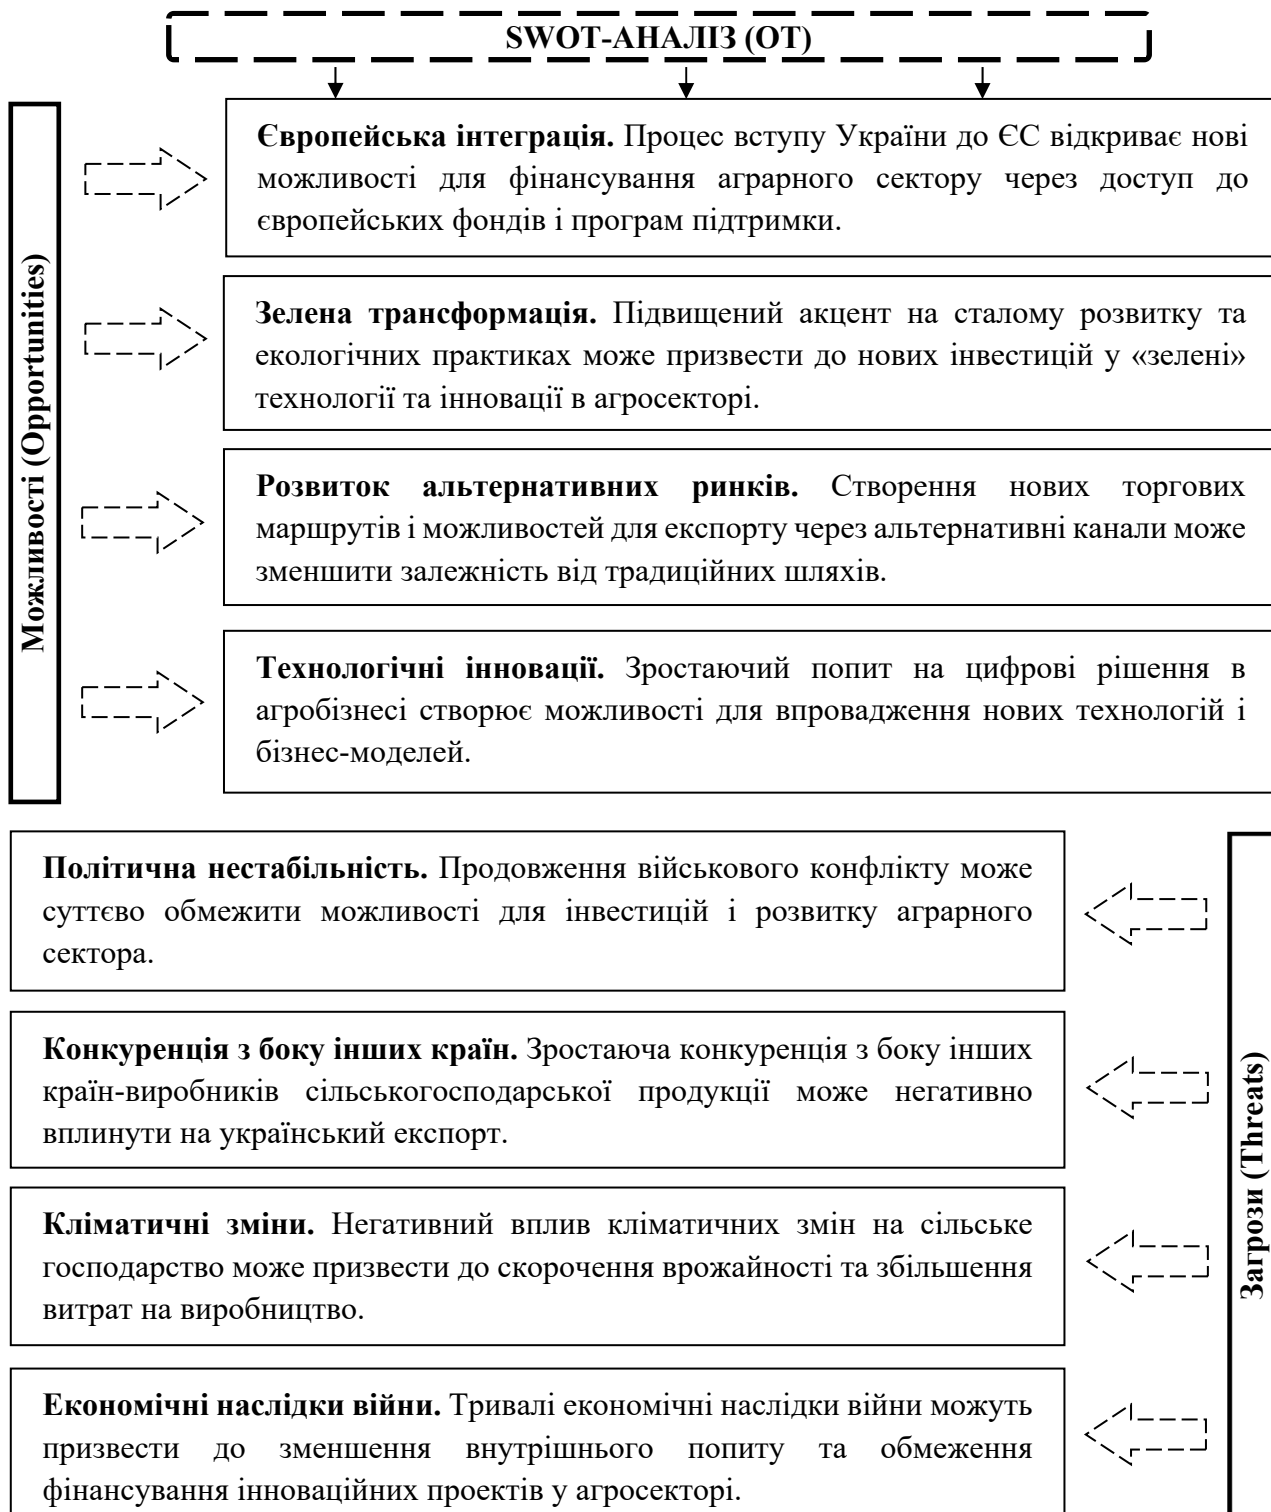 SWOT-АНАЛІЗ (OT)
Можливості (Opportunities)
Європейська інтеграція. Процес вступу України до ЄС відкриває нові
можливості для фінансування аграрного сектору через доступ до
європейських фондів і програм підтримки.
Зелена трансформація. Підвищений акцент на сталому розвитку та
екологічних практиках може призвести до нових інвестицій у «зелені»
технології та інновації в агросекторі.
Розвиток альтернативних ринків. Створення нових торгових
маршрутів і можливостей для експорту через альтернативні канали може
зменшити залежність від традиційних шляхів.
Технологічні інновації. Зростаючий попит на цифрові рішення в
агробізнесі створює можливості для впровадження нових технологій і
бізнес-моделей.
Політична нестабільність. Продовження військового конфлікту може
суттєво обмежити можливості для інвестицій і розвитку аграрного
сектора.
Конкуренція з боку інших країн. Зростаюча конкуренція з боку інших
країн-виробників сільськогосподарської продукції може негативно
вплинути на український експорт.
Кліматичні зміни. Негативний вплив кліматичних змін на сільське
господарство може призвести до скорочення врожайності та збільшення
витрат на виробництво.
Економічні наслідки війни. Тривалі економічні наслідки війни можуть
призвести до зменшення внутрішнього попиту та обмеження
фінансування інноваційних проектів у агросекторі.
Загрози (Threats)